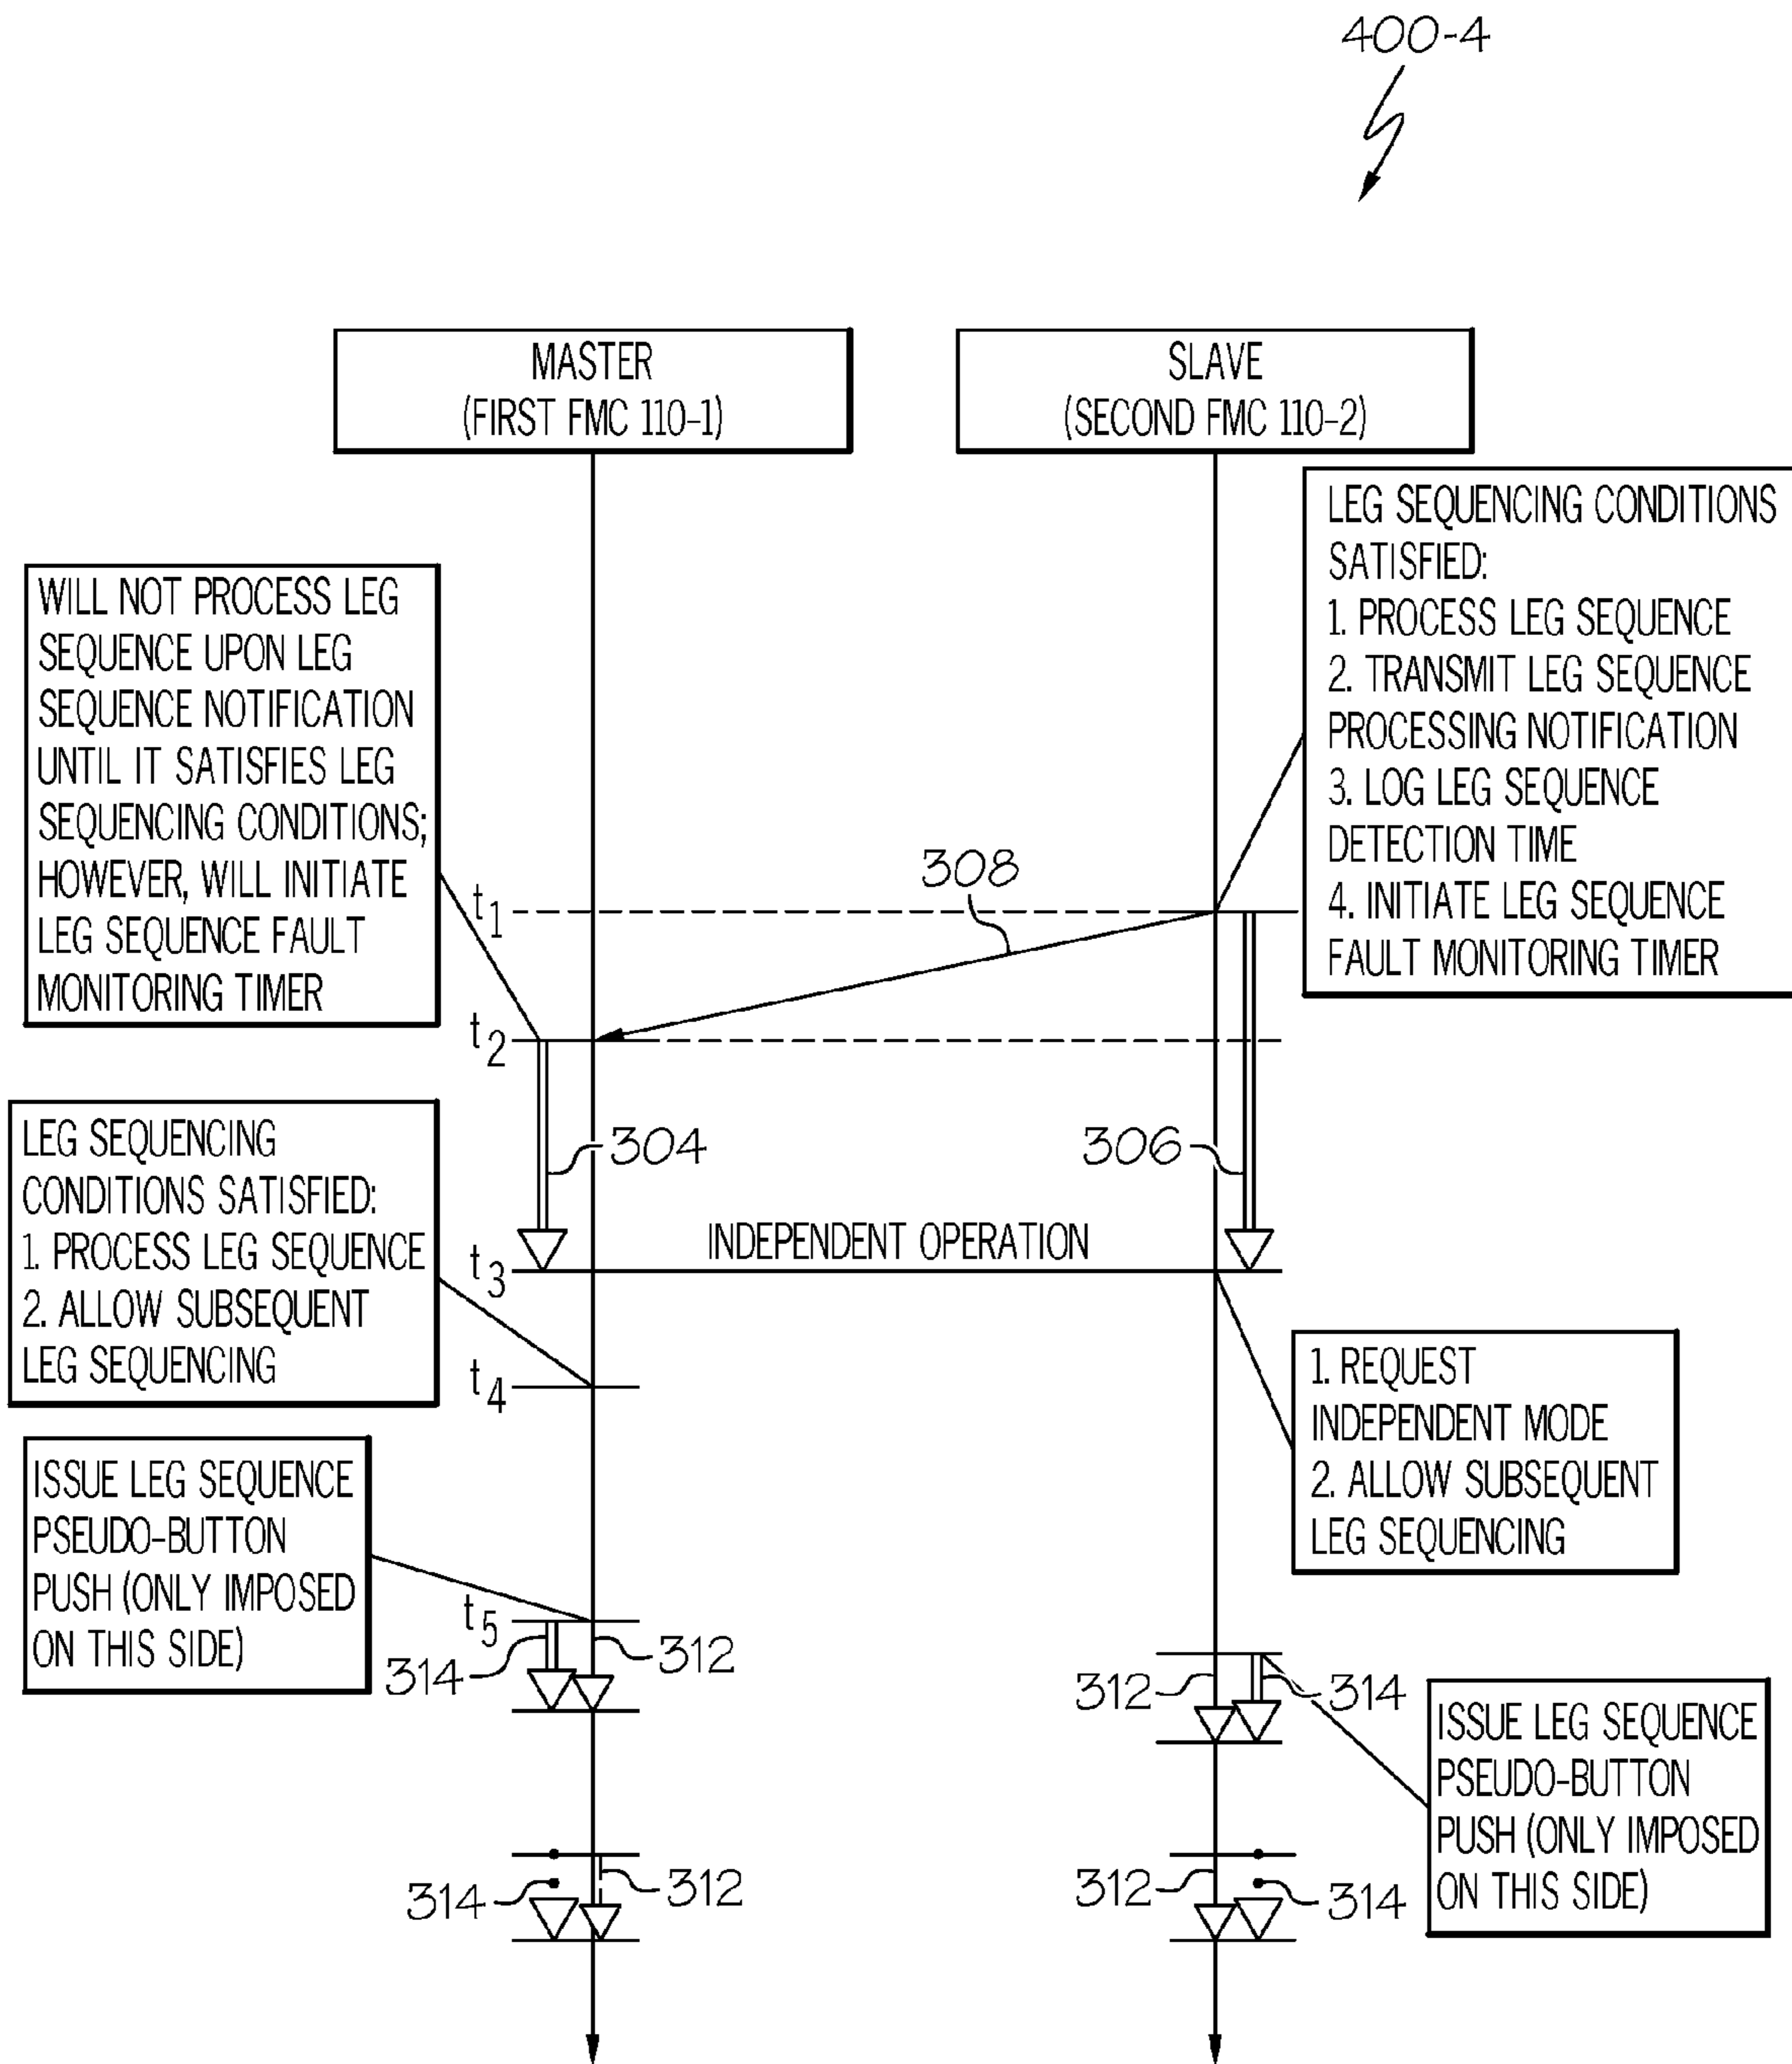 400-4
MASTER
(FIRST FMC 110-1)
SLAVE
(SECOND FMC 110-2)
LEG SEQUENCING CONDITIONS
SATISFIED:
1. PROCESS LEG SEQUENCE
2. TRANSMIT LEG SEQUENCE
PROCESSING NOTIFICATION
3. LOG LEG SEQUENCE
DETECTION TIME
4. INITIATE LEG SEQUENCE
FAULT MONITORING TIMER
WILL NOT PROCESS LEG
SEQUENCE UPON LEG
SEQUENCE NOTIFICATION
UNTIL IT SATISFIES LEG
SEQUENCING CONDITIONS;
HOWEVER, WILL INITIATE
LEG SEQUENCE FAULT
MONITORING TIMER
308
t1
t2
LEG SEQUENCING
CONDITIONS SATISFIED:
1. PROCESS LEG SEQUENCE
2. ALLOW SUBSEQUENT
LEG SEQUENCING
304
306
INDEPENDENT OPERATION
t3
t4
1. REQUEST
INDEPENDENT MODE
2. ALLOW SUBSEQUENT
LEG SEQUENCING
ISSUE LEG SEQUENCE
PSEUDO-BUTTON
PUSH (ONLY IMPOSED
ON THIS SIDE)
t5
314
312
312
314
ISSUE LEG SEQUENCE
PSEUDO-BUTTON
PUSH (ONLY IMPOSED
ON THIS SIDE)
314
312
312
314